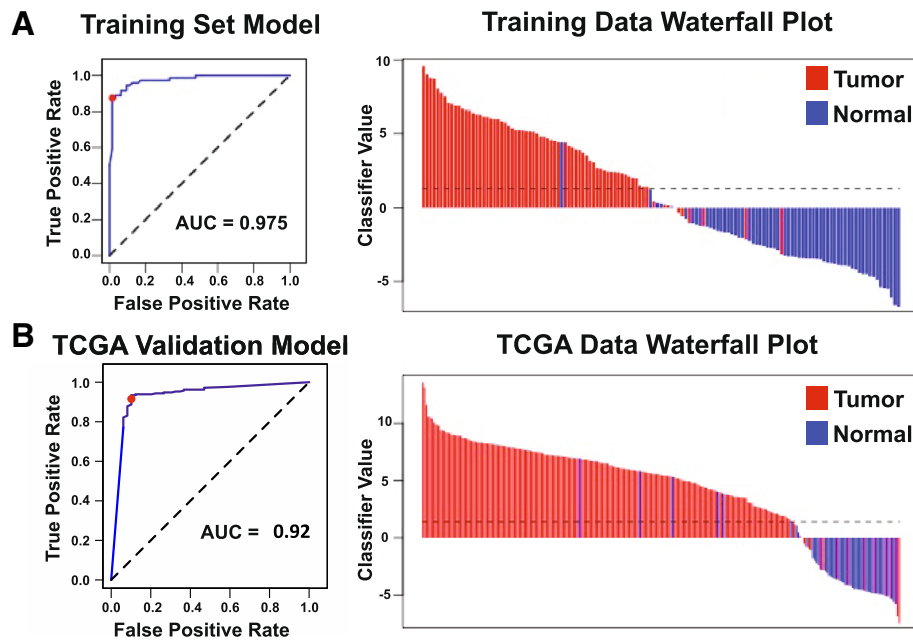 A
Training Set Model
True Positive Rate
1.0
0.8
0.6
0.4
0.2
0.0
AUC = 0.975
0.0 0.2 0.4 0.6 0.8 1.0
False Positive Rate
Training Data Waterfall Plot
Classifier Value
10
5
0
-5
Tumor
Normal
B
TCGA Validation Model
True Positive Rate
1.0
0.8
0.6
0.4
0.2
0.0
AUC = 0.92
0.0 0.2 0.4 0.6 0.8 1.0
False Positive Rate
TCGA Data Waterfall Plot
Classifier Value
10
5
0
-5
Tumor
Normal